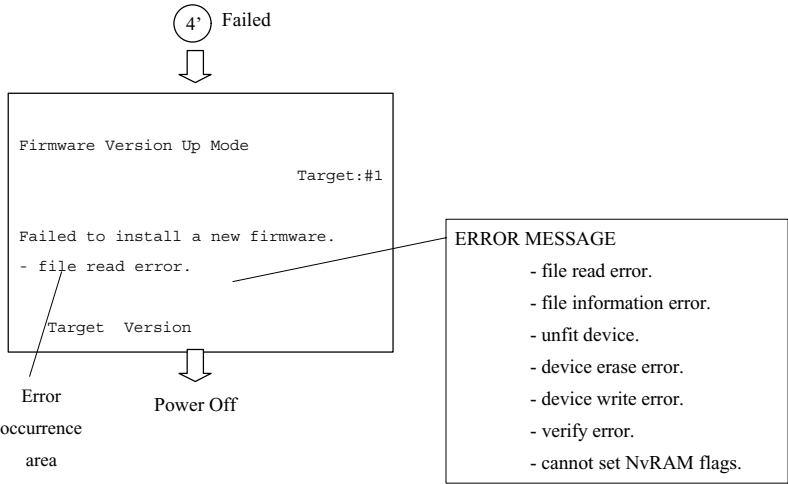 4’ Failed
Firmware Version Up Mode
Target:#1
Failed to install a new firmware.
- file read error.
Target Version
Error
occurrence
area
Power Off
ERROR MESSAGE
- file read error.
- file information error.
- unfit device.
- device erase error.
- device write error.
- verify error.
- cannot set NvRAM flags.